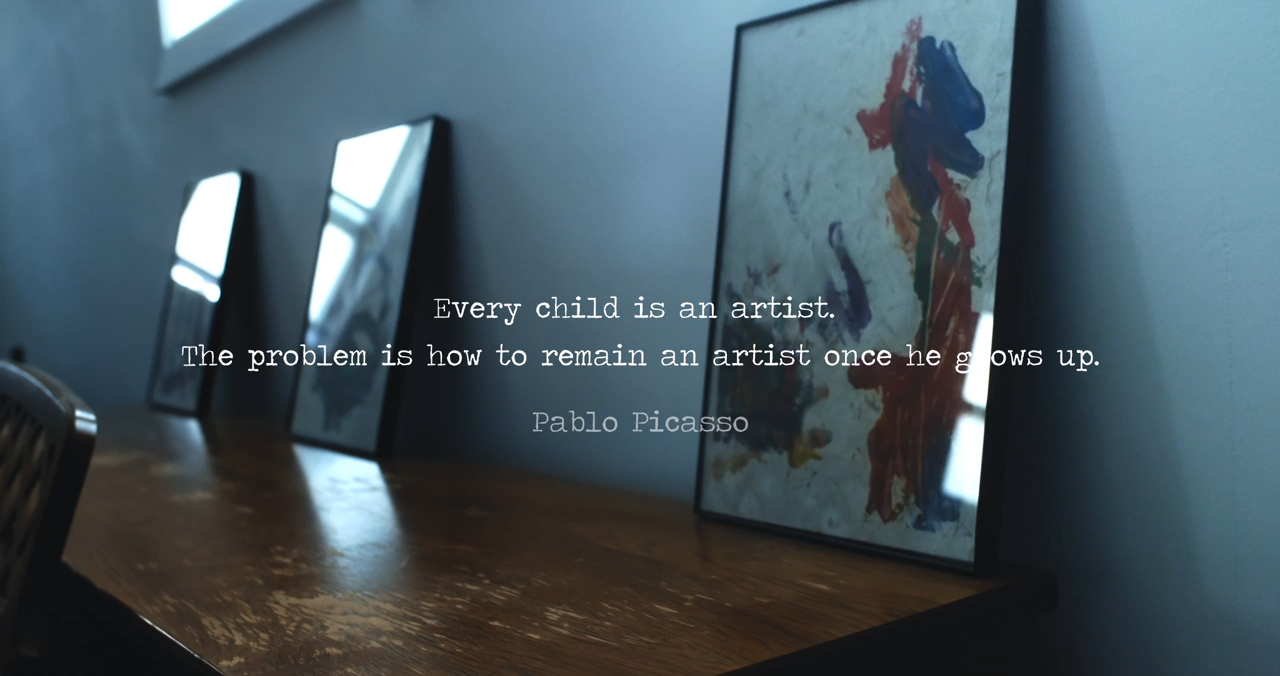 Every child is an artist.
The problem is how to remain an artist once he grows up.
Pablo Picasso